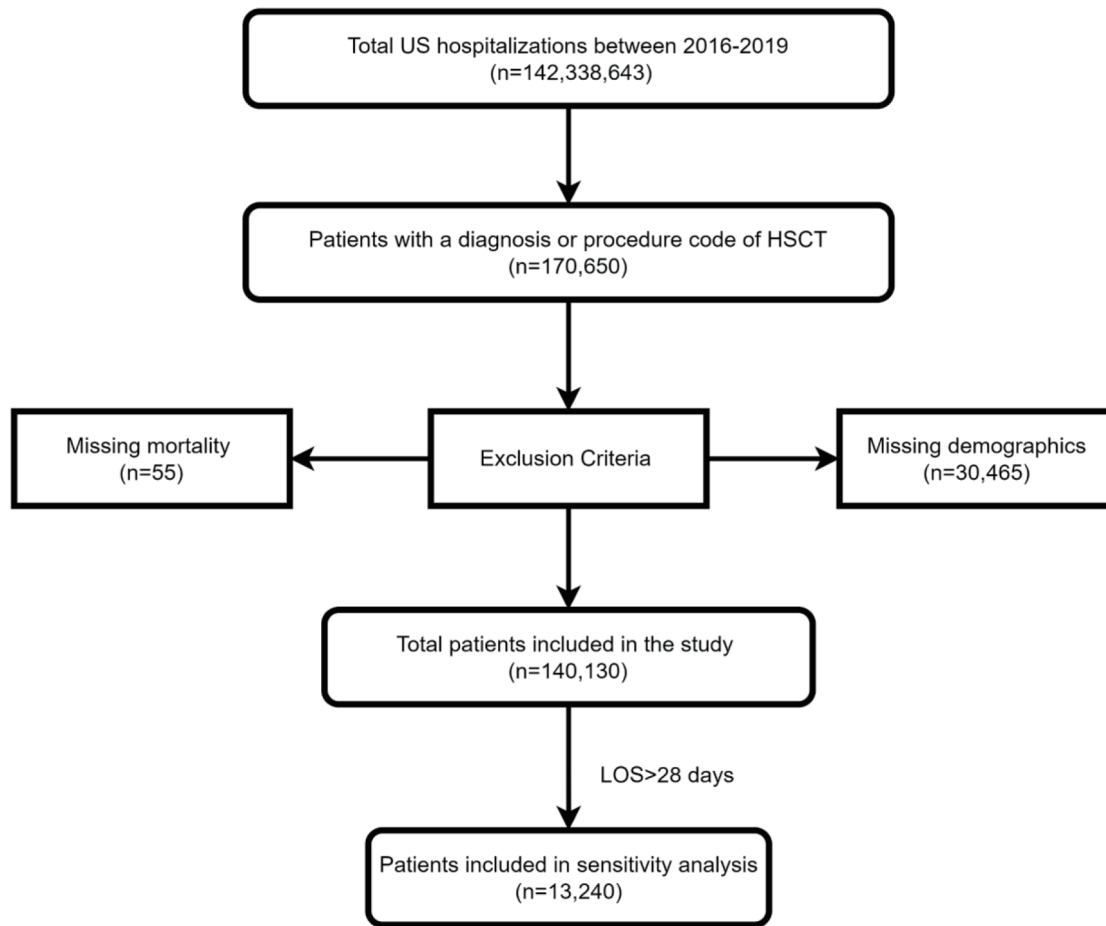 Total US hospitalizations between 2016-2019
(n=142,338,643)
Patients with a diagnosis or procedure code of HSCT
(n=170,650)
Missing mortality
(n=55)
Exclusion Criteria
Missing demographics
(n=30,465)
Total patients included in the study
(n=140,130)
LOS>28 days
Patients included in sensitivity analysis
(n=13,240)